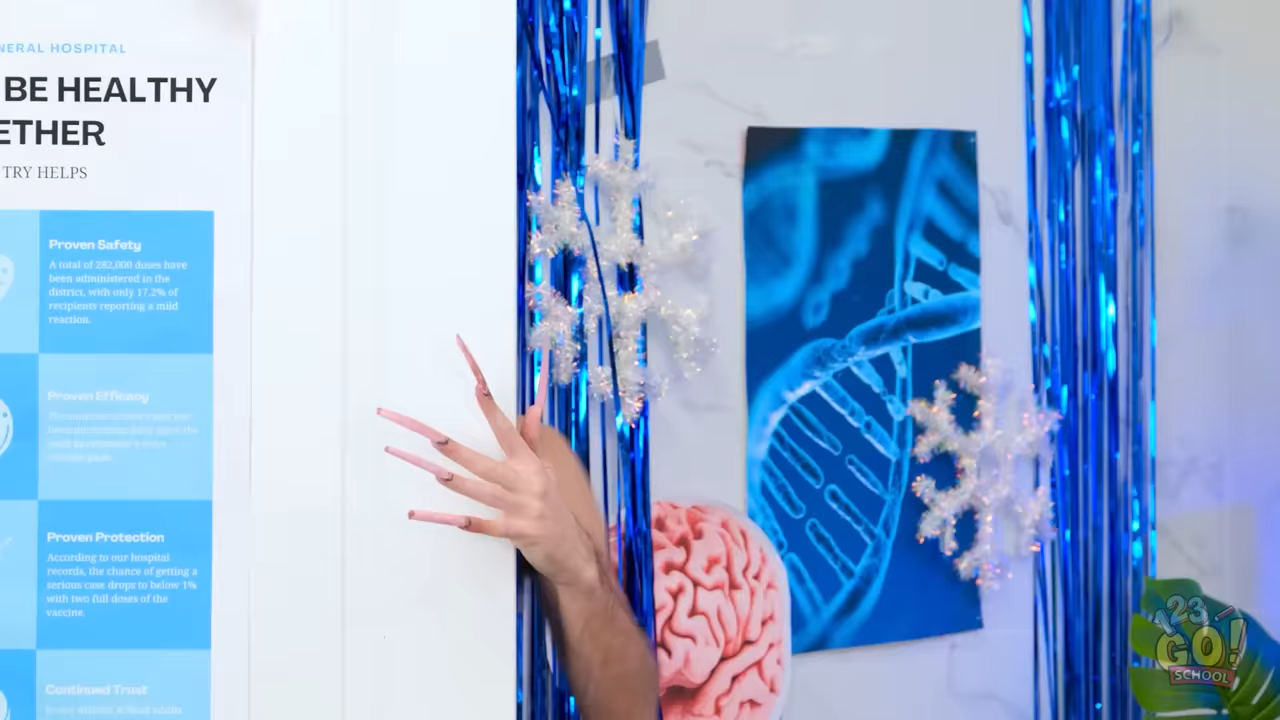 NERAL HOSPITAL
BE HEALTHY
ETHER
TRY HELPS
Proven Safety
A total of 282,000 doses have
been administered in the
district, with only 17.2% of
recipients reporting a mild
reaction.
Proven Efficacy
Proven Protection
According to our hospital
records, the chance of getting a
serious case drops to below 1%
with two full doses of the
vaccine.
Continued Trust
123
GO!
SCHOOL